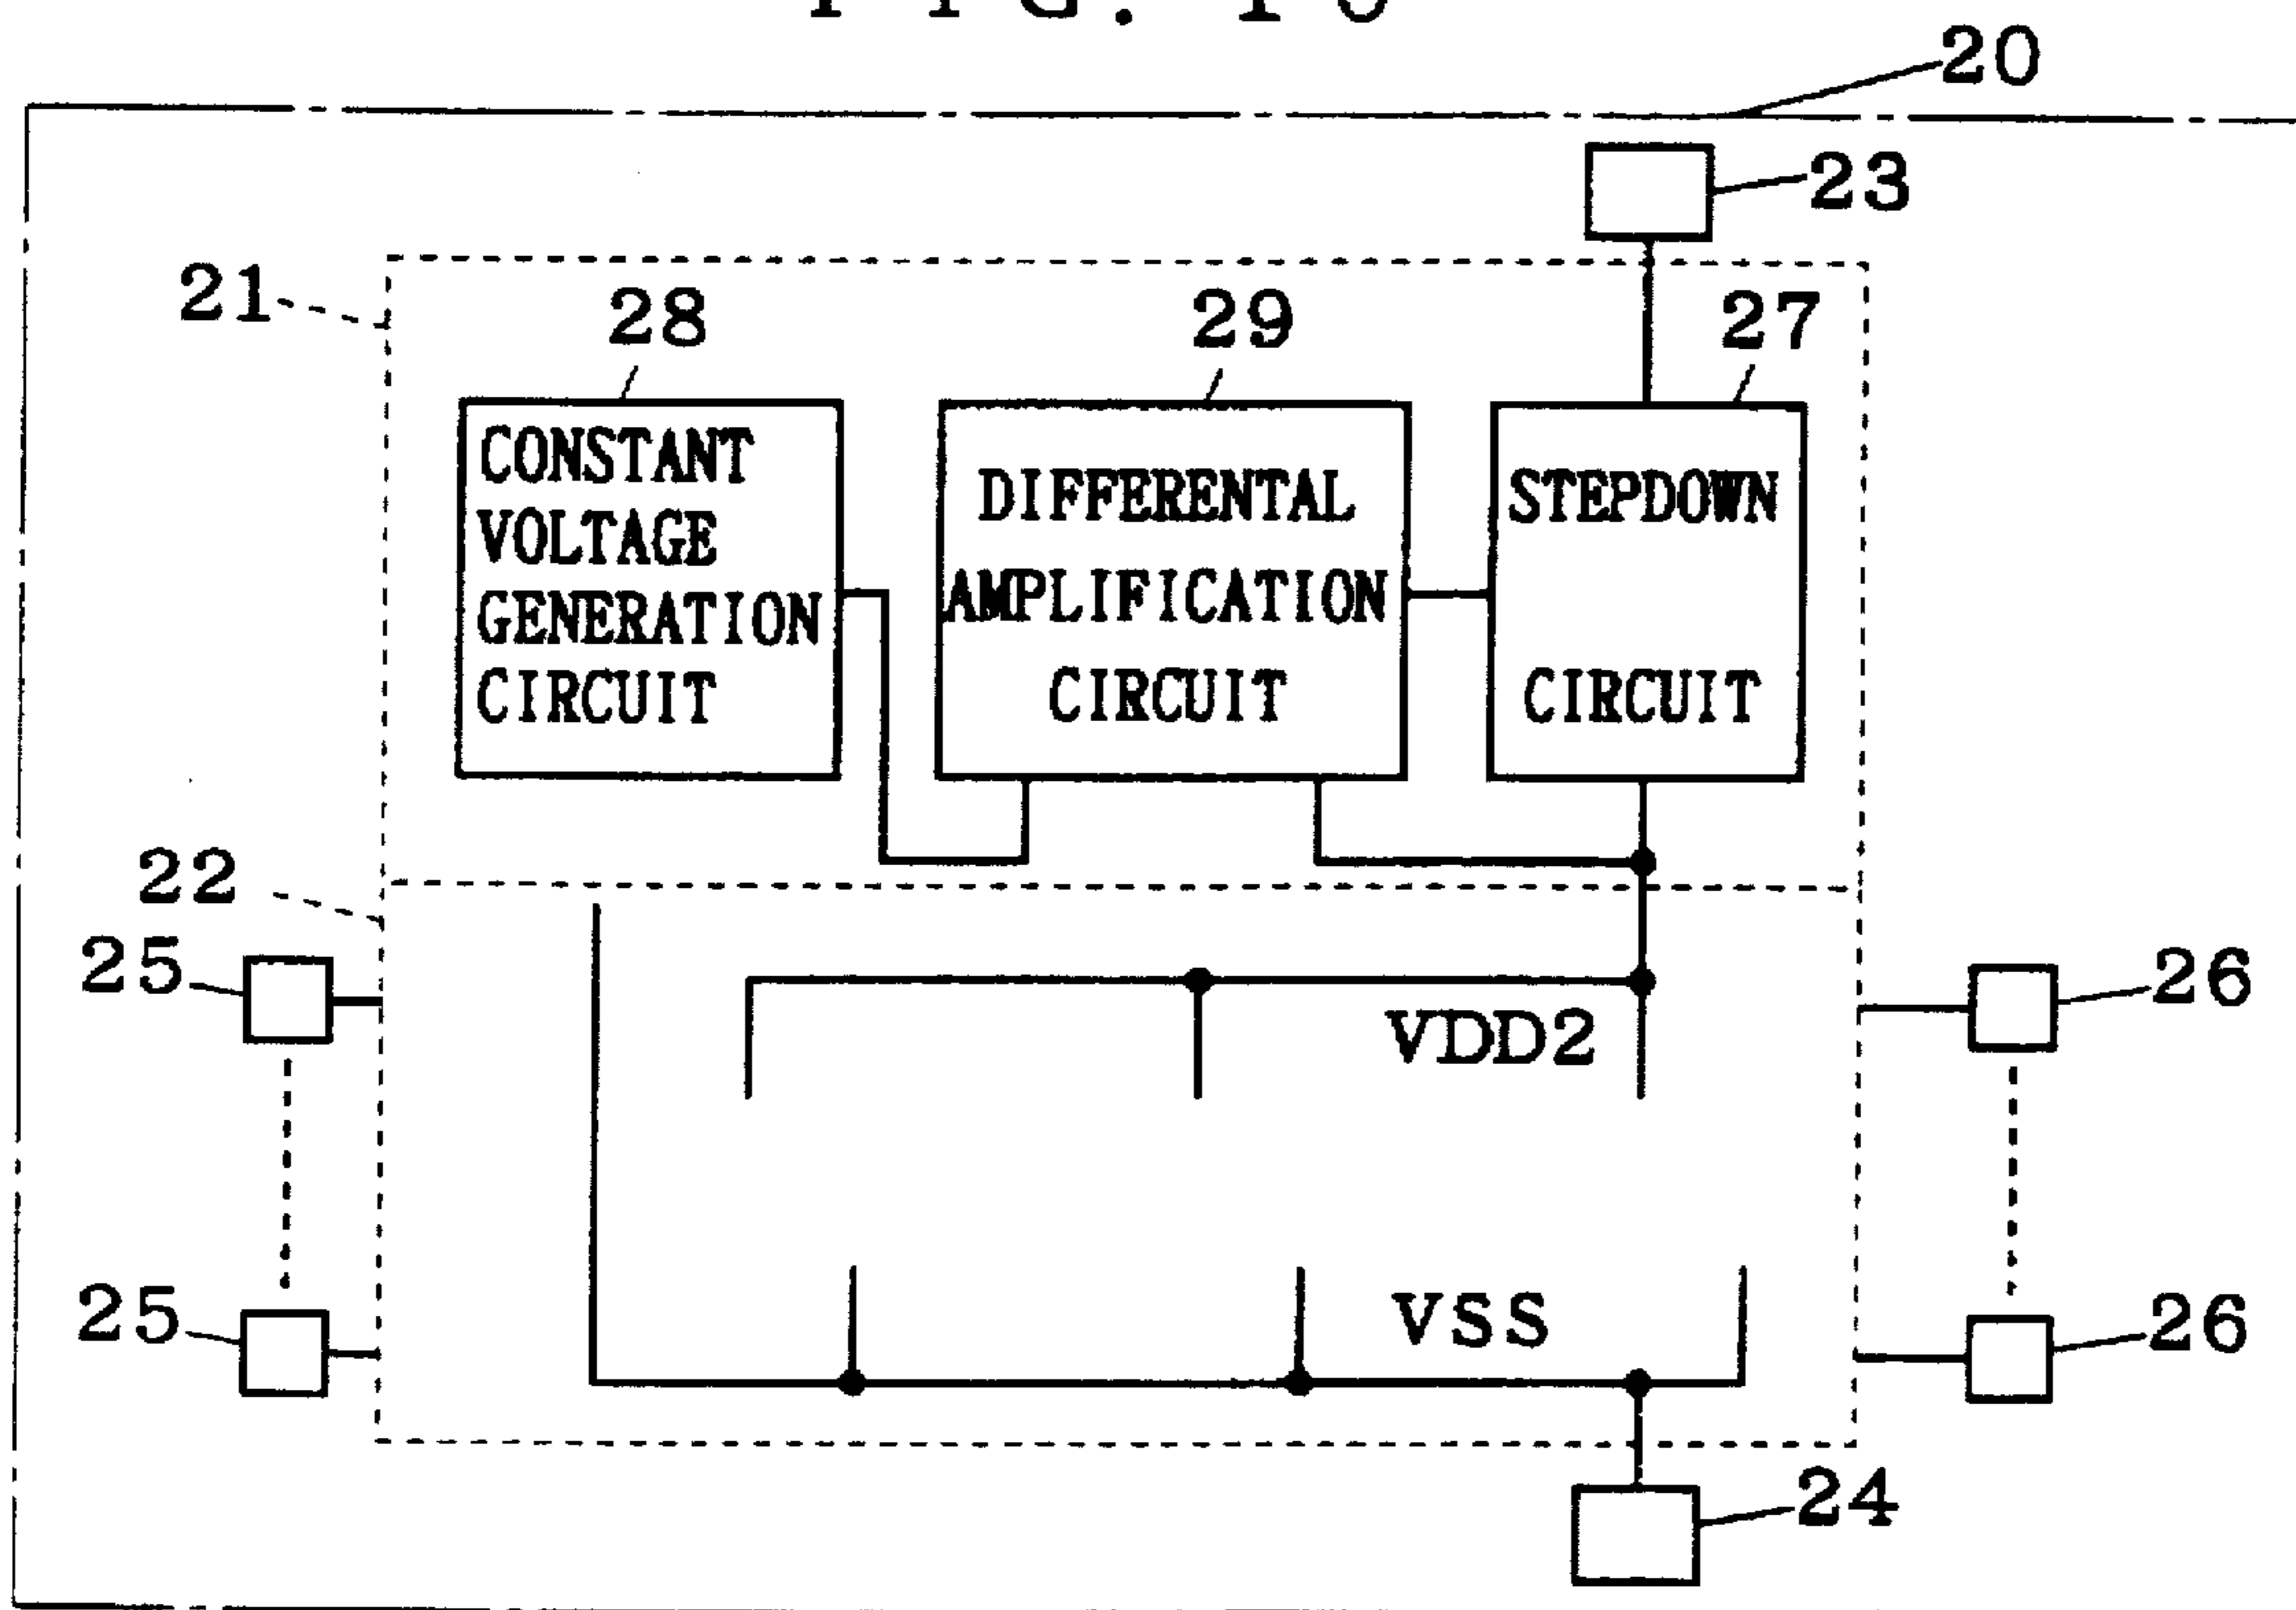 20
23
21
28
29
27
CONSTANT
VOLTAGE
GENERATION
CIRCUIT
DIFFERENTAL
AMPLIFICATION
CIRCUIT
STEPDOWN
CIRCUIT
22
25
26
VDD2
25
VSS
26
24